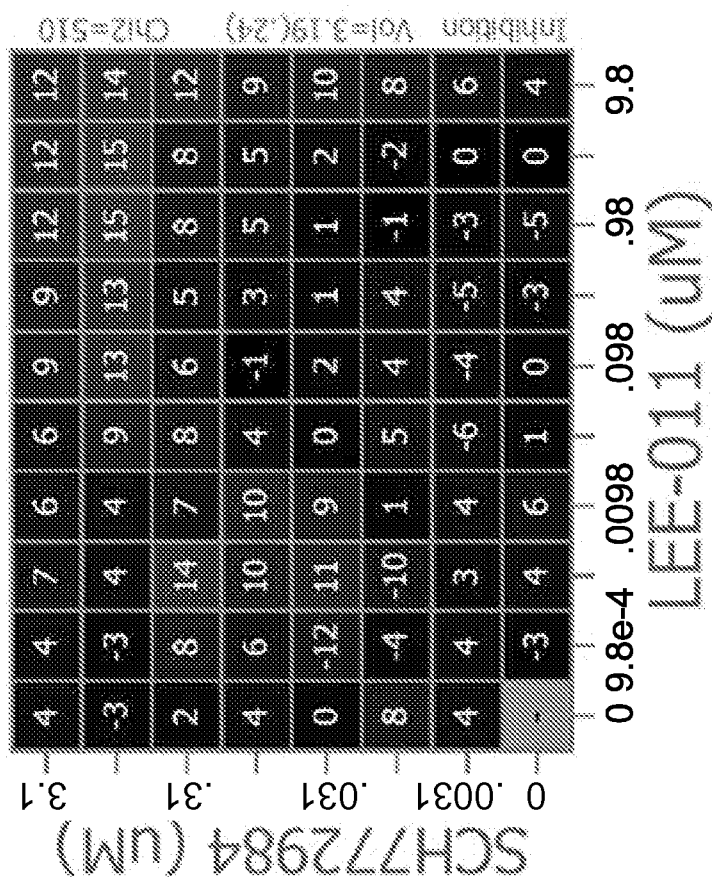 SCH772984 (uM)
3.1 4 4 7 6 6 9 9 12 12 12
-3 -3 4 4 9 13 13 15 15 14
.31 2 8 14 7 8 6 5 8 8 12
4 6 10 10 4 -1 3 5 5 9
.031 0 -12 11 9 0 2 1 1 2 10
8 -4 -10 1 5 4 4 -1 -2 8
.0031 4 4 3 4 -6 -4 -5 -3 0 6
0 - -3 4 6 1 0 -3 -5 0 4
0 9.8e-4 .0098 .098 .98 9.8
LEE-011 (uM)
Inhibition Vol=3.19(.24) Chi2=510